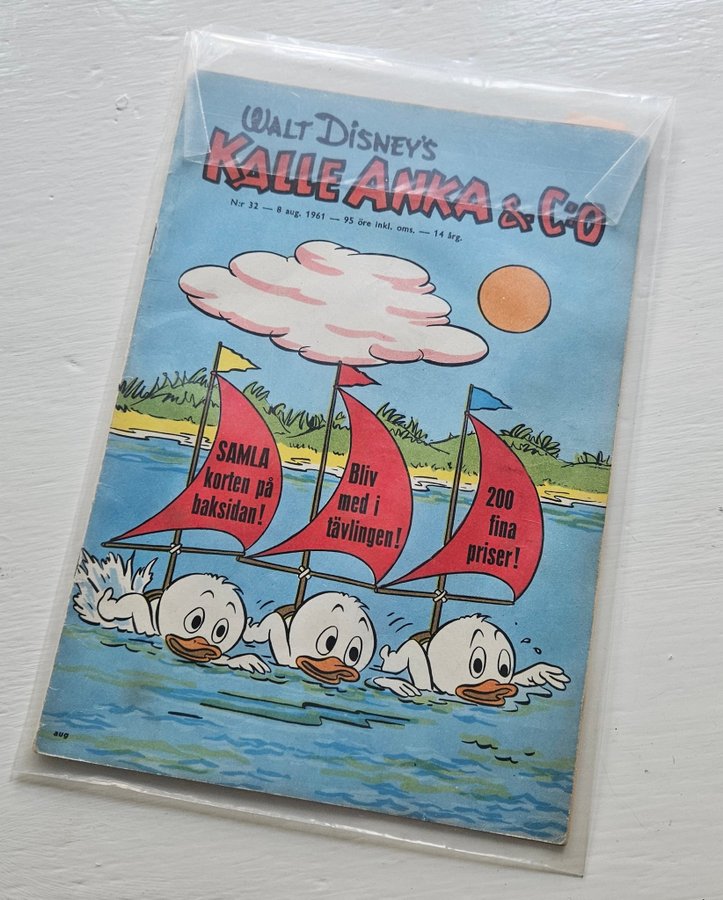 WALT DISNEY'S
KALLE ANKA & C:O
N:r 32 — 8 aug. 1961 — 95 öre inkl. oms. — 14 årg.
SAMLA
korten på
baksidan!
Bliv
med i
tävlingen!
200
fina
priser!
aug